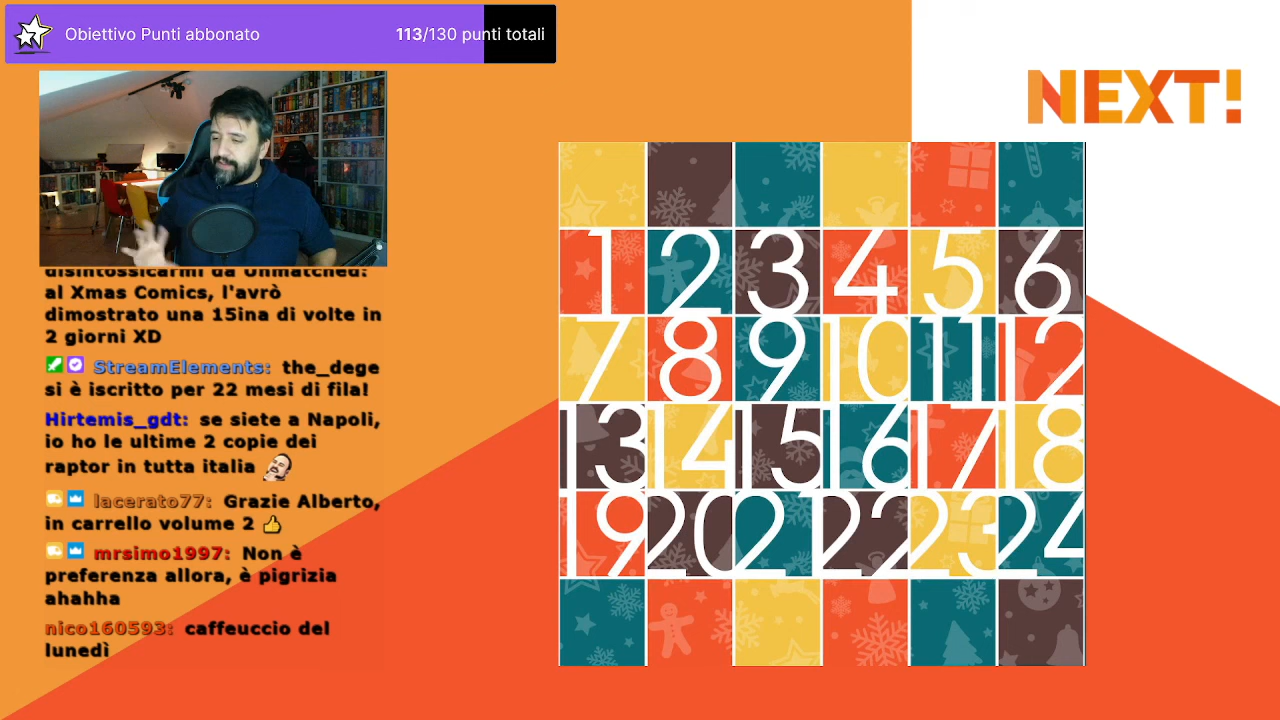 Obiettivo Punti abbonato
113/130 punti totali
NEXT!
disintossicarmi da Unmatched:
al Xmas Comics, l'avrò
dimostrato una 15ina di volte in
2 giorni XD
StreamElements: the_dege
si è iscritto per 22 mesi di fila!
Hirtemis_gdt: se siete a Napoli,
io ho le ultime 2 copie dei
raptor in tutta italia
lacerato77: Grazie Alberto,
in carrello volume 2 👍
mrsimo1997: Non è
preferenza allora, è pigrizia
ahahha
nico160593: caffeuccio del
lunedì
1 2 3 4 5 6
7 8 9 10 11 12
13 14 15 16 17 18
19 20 21 22 23 24